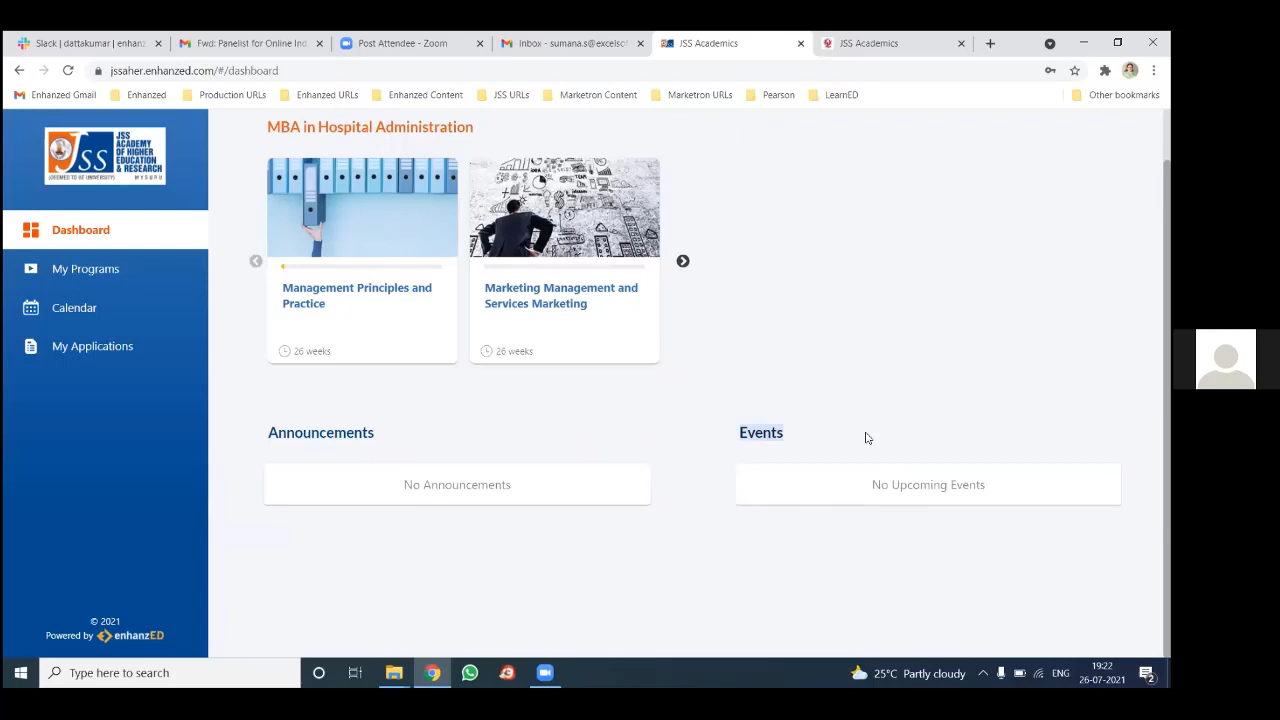 Slack | dattakumar | enhanz
Fwd: Panelist for Online Ind
Post Attendee - Zoom
Inbox - sumana.s@excelsof
JSS Academics
JSS Academics
jssaher.enhanzed.com/#/dashboard
Enhanzed Gmail
Enhanzed
Production URLs
Enhanzed URLs
Enhanzed Content
JSS URLs
Marketron Content
Marketron URLs
Pearson
LearnED
Other bookmarks
JSS
JSS
ACADEMY
OF HIGHER
EDUCATION
& RESEARCH
MYSURU
Dashboard
My Programs
Calendar
My Applications
© 2021
Powered by enhanzED
MBA in Hospital Administration
Management Principles and
Practice
26 weeks
Marketing Management and
Services Marketing
26 weeks
Announcements
No Announcements
Events
No Upcoming Events
Type here to search
25°C Partly cloudy
ENG
19:22
26-07-2021
2